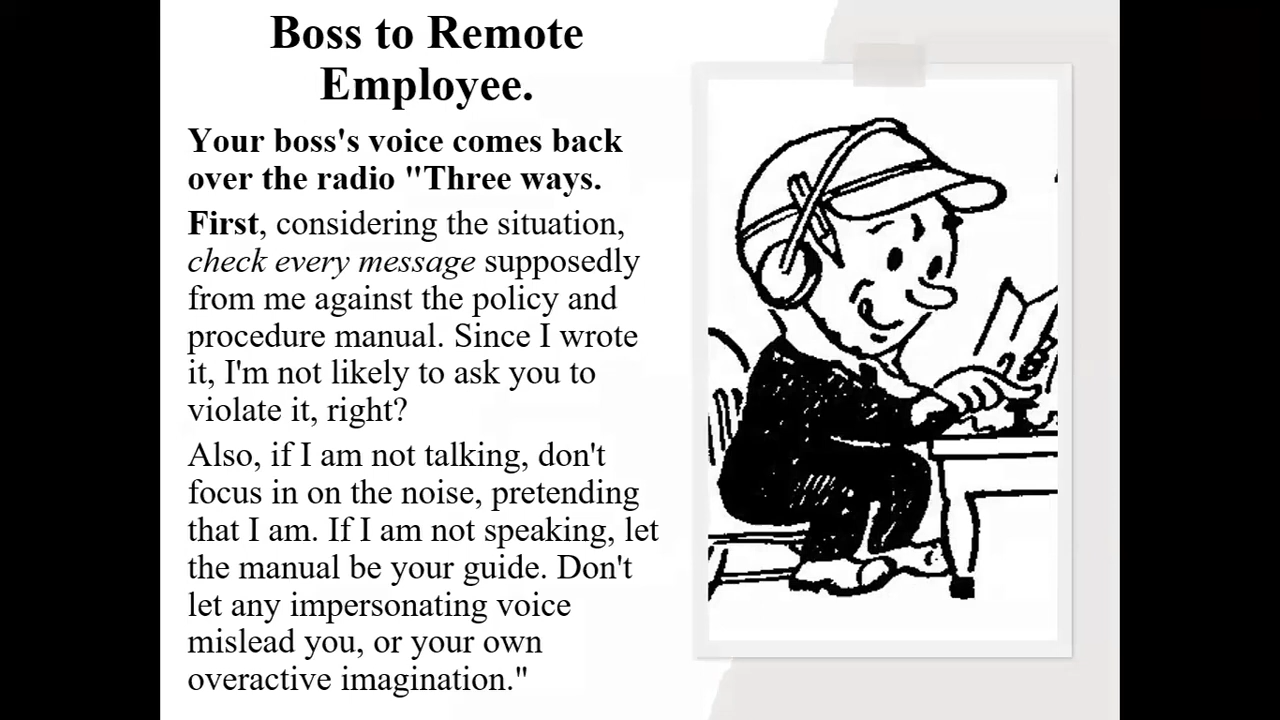 Boss to Remote
Employee.
Your boss's voice comes back
over the radio "Three ways.
First, considering the situation,
check every message supposedly
from me against the policy and
procedure manual. Since I wrote
it, I'm not likely to ask you to
violate it, right?
Also, if I am not talking, don't
focus in on the noise, pretending
that I am. If I am not speaking, let
the manual be your guide. Don't
let any impersonating voice
mislead you, or your own
overactive imagination."